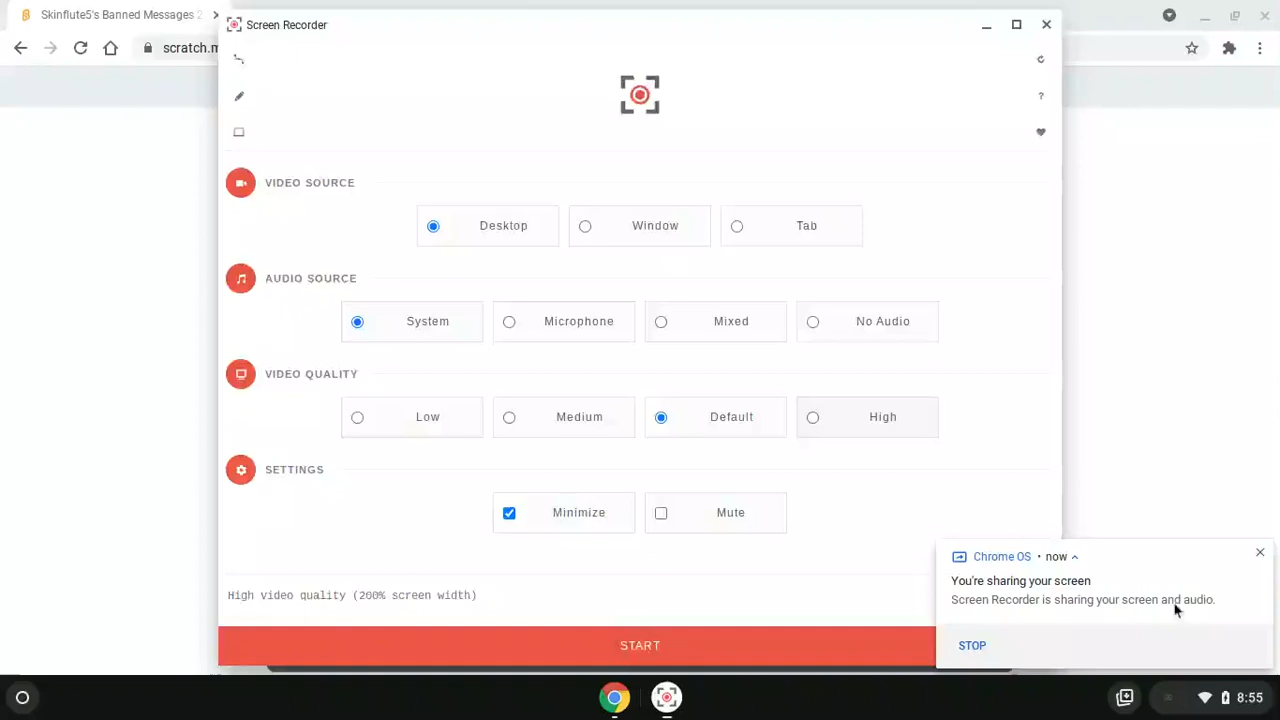 Skinflute5's Banned Messages 2
scratch.m
Screen Recorder
?
VIDEO SOURCE
Desktop
Window
Tab
AUDIO SOURCE
System
Microphone
Mixed
No Audio
VIDEO QUALITY
Low
Medium
Default
High
SETTINGS
Minimize
Mute
High video quality (200% screen width)
START
Chrome OS • now
You're sharing your screen
Screen Recorder is sharing your screen and audio.
STOP
8:55